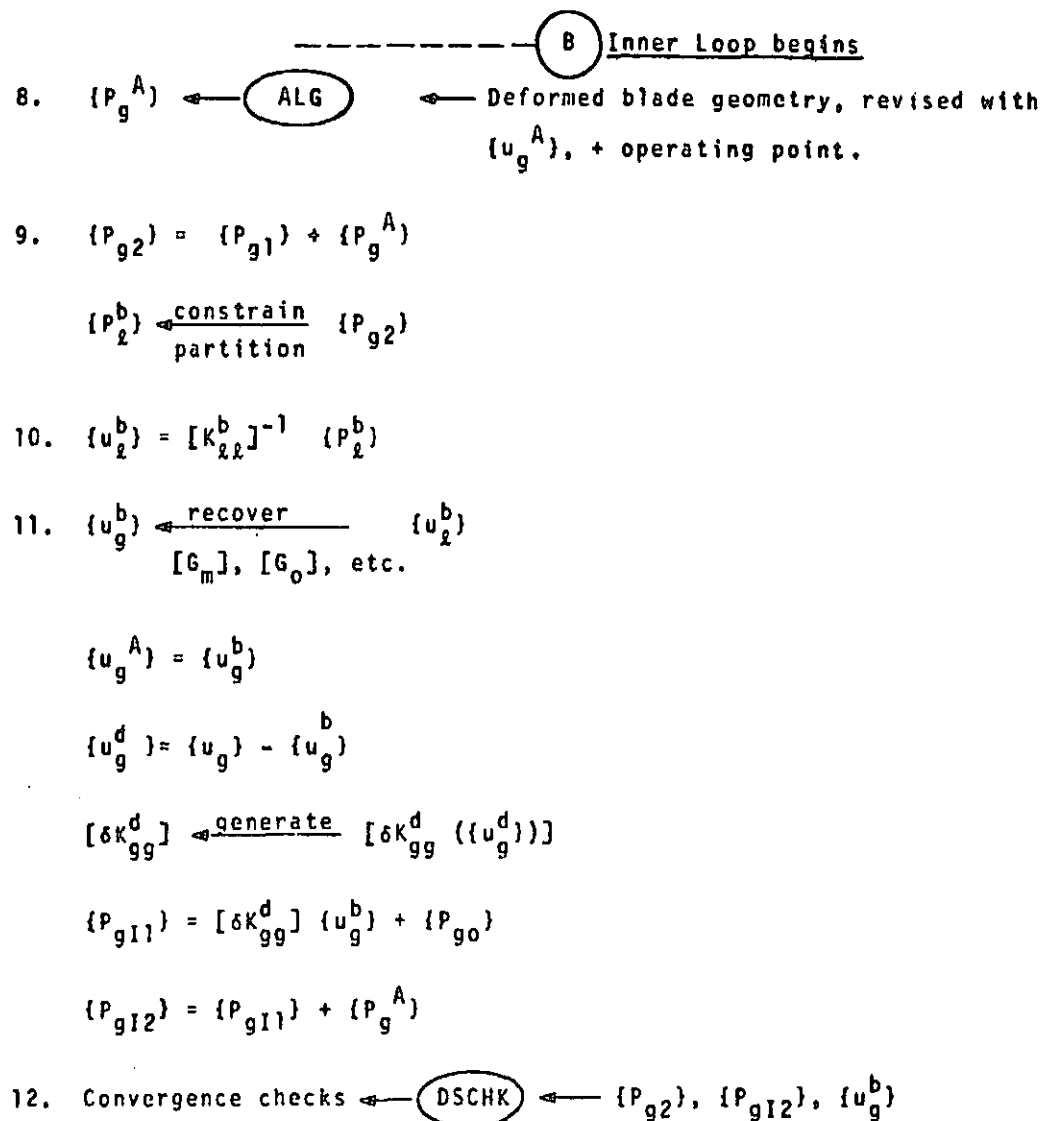 B Inner Loop begins
8. {P_g^A} ← ALG ← Deformed blade geometry, revised with
{u_g^A}, + operating point.
9. {P_g2} = {P_g1} + {P_g^A}
{P_ℓ^b} ← constrain partition {P_g2}
10. {u_ℓ^b} = [K_ℓℓ^b]^-1 {P_ℓ^b}
11. {u_g^b} ← recover [G_m], [G_o], etc. {u_ℓ^b}
{u_g^A} = {u_g^b}
{u_g^d} = {u_g} - {u_g^b}
[δK_gg^d] ← generate [δK_gg^d ({u_g^d})]
{P_gI1} = [δK_gg^d] {u_g^b} + {P_go}
{P_gI2} = {P_gI1} + {P_g^A}
12. Convergence checks ← DSCHK ← {P_g2}, {P_gI2}, {u_g^b}